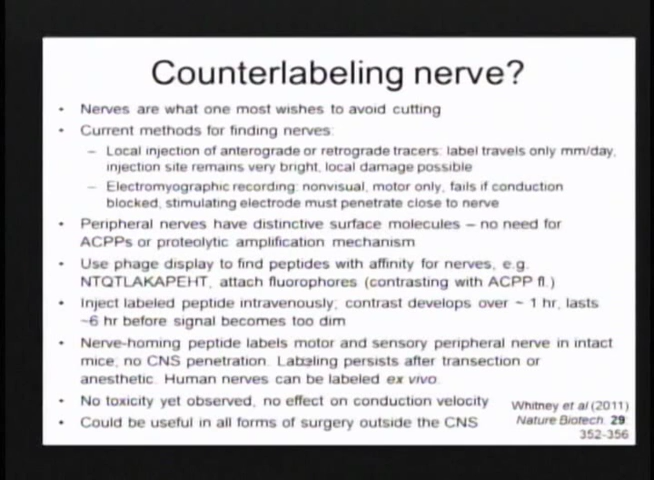 Counterlabeling nerve?
• Nerves are what one most wishes to avoid cutting
• Current methods for finding nerves:
– Local injection of anterograde or retrograde tracers: label travels only mm/day,
injection site remains very bright, local damage possible
– Electromyographic recording: nonvisual, motor only, fails if conduction
blocked, stimulating electrode must penetrate close to nerve
• Peripheral nerves have distinctive surface molecules – no need for
ACPPs or proteolytic amplification mechanism
• Use phage display to find peptides with affinity for nerves, e.g.
NTQTLAKAPEHT, attach fluorophores (contrasting with ACPP fl.)
• Inject labeled peptide intravenously; contrast develops over ~ 1 hr, lasts
~6 hr before signal becomes too dim
• Nerve-homing peptide labels motor and sensory peripheral nerve in intact
mice; no CNS penetration. Labeling persists after transection or
anesthetic. Human nerves can be labeled ex vivo.
• No toxicity yet observed, no effect on conduction velocity
• Could be useful in all forms of surgery outside the CNS
Whitney et al (2011)
Nature Biotech. 29:
352-356